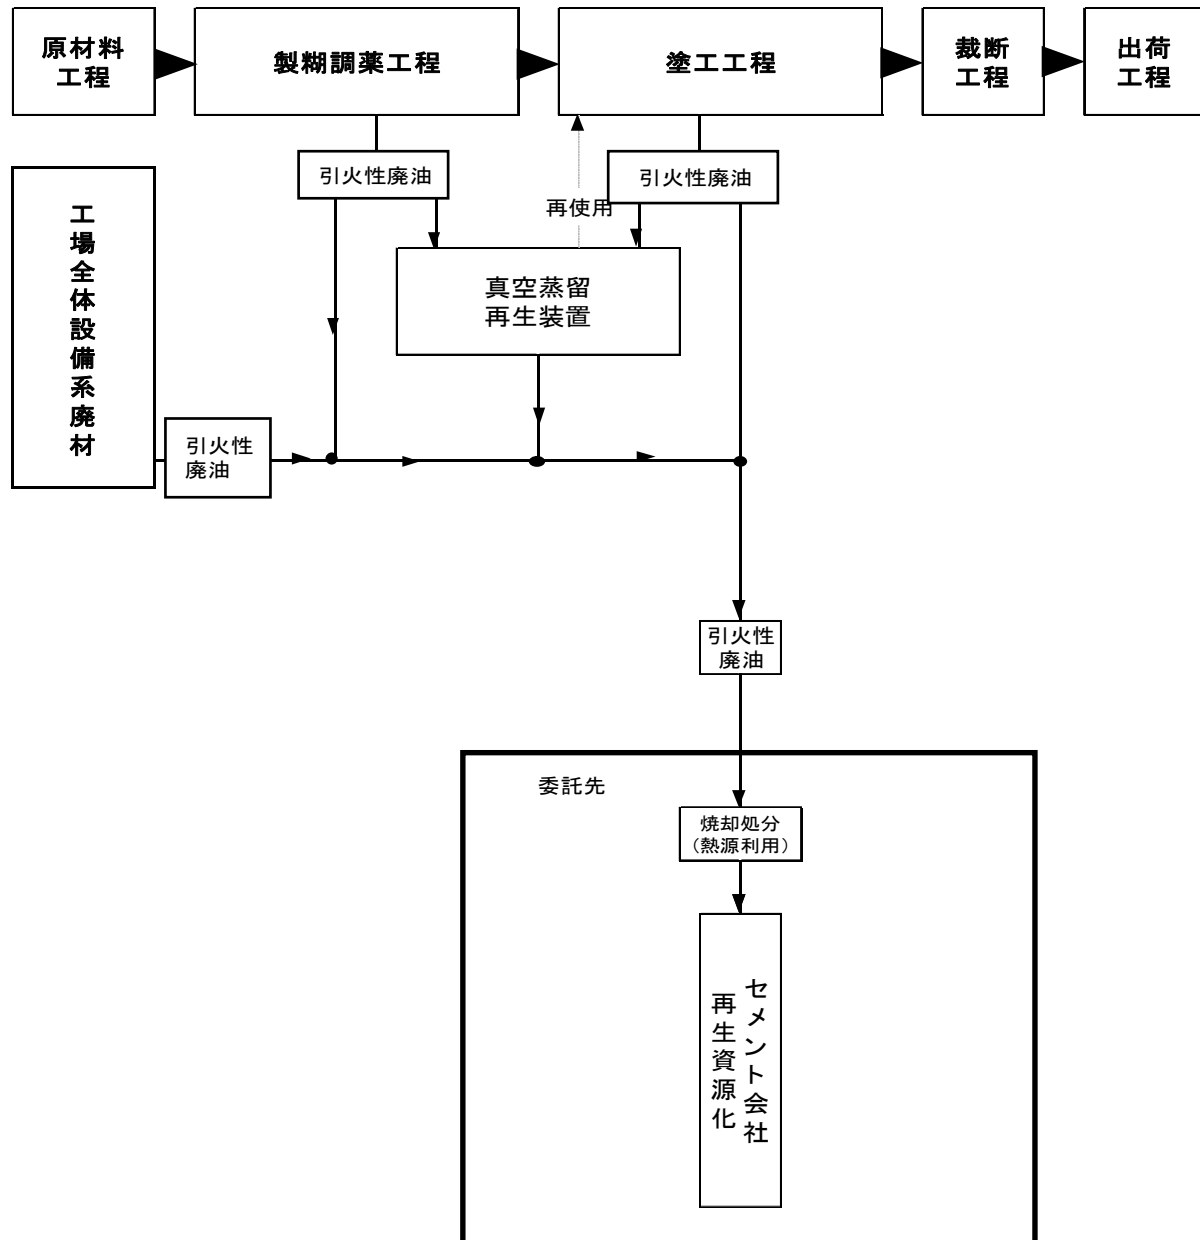 原材料
工程
製糊調薬工程
塗工工程
裁断
工程
出荷
工程
引火性廃油
引火性廃油
再使用
工場全体設備系廃材
真空蒸留
再生装置
引火性
廃油
引火性
廃油
委託先
焼却処分
（熱源利用）
セメント会社
再生資源化